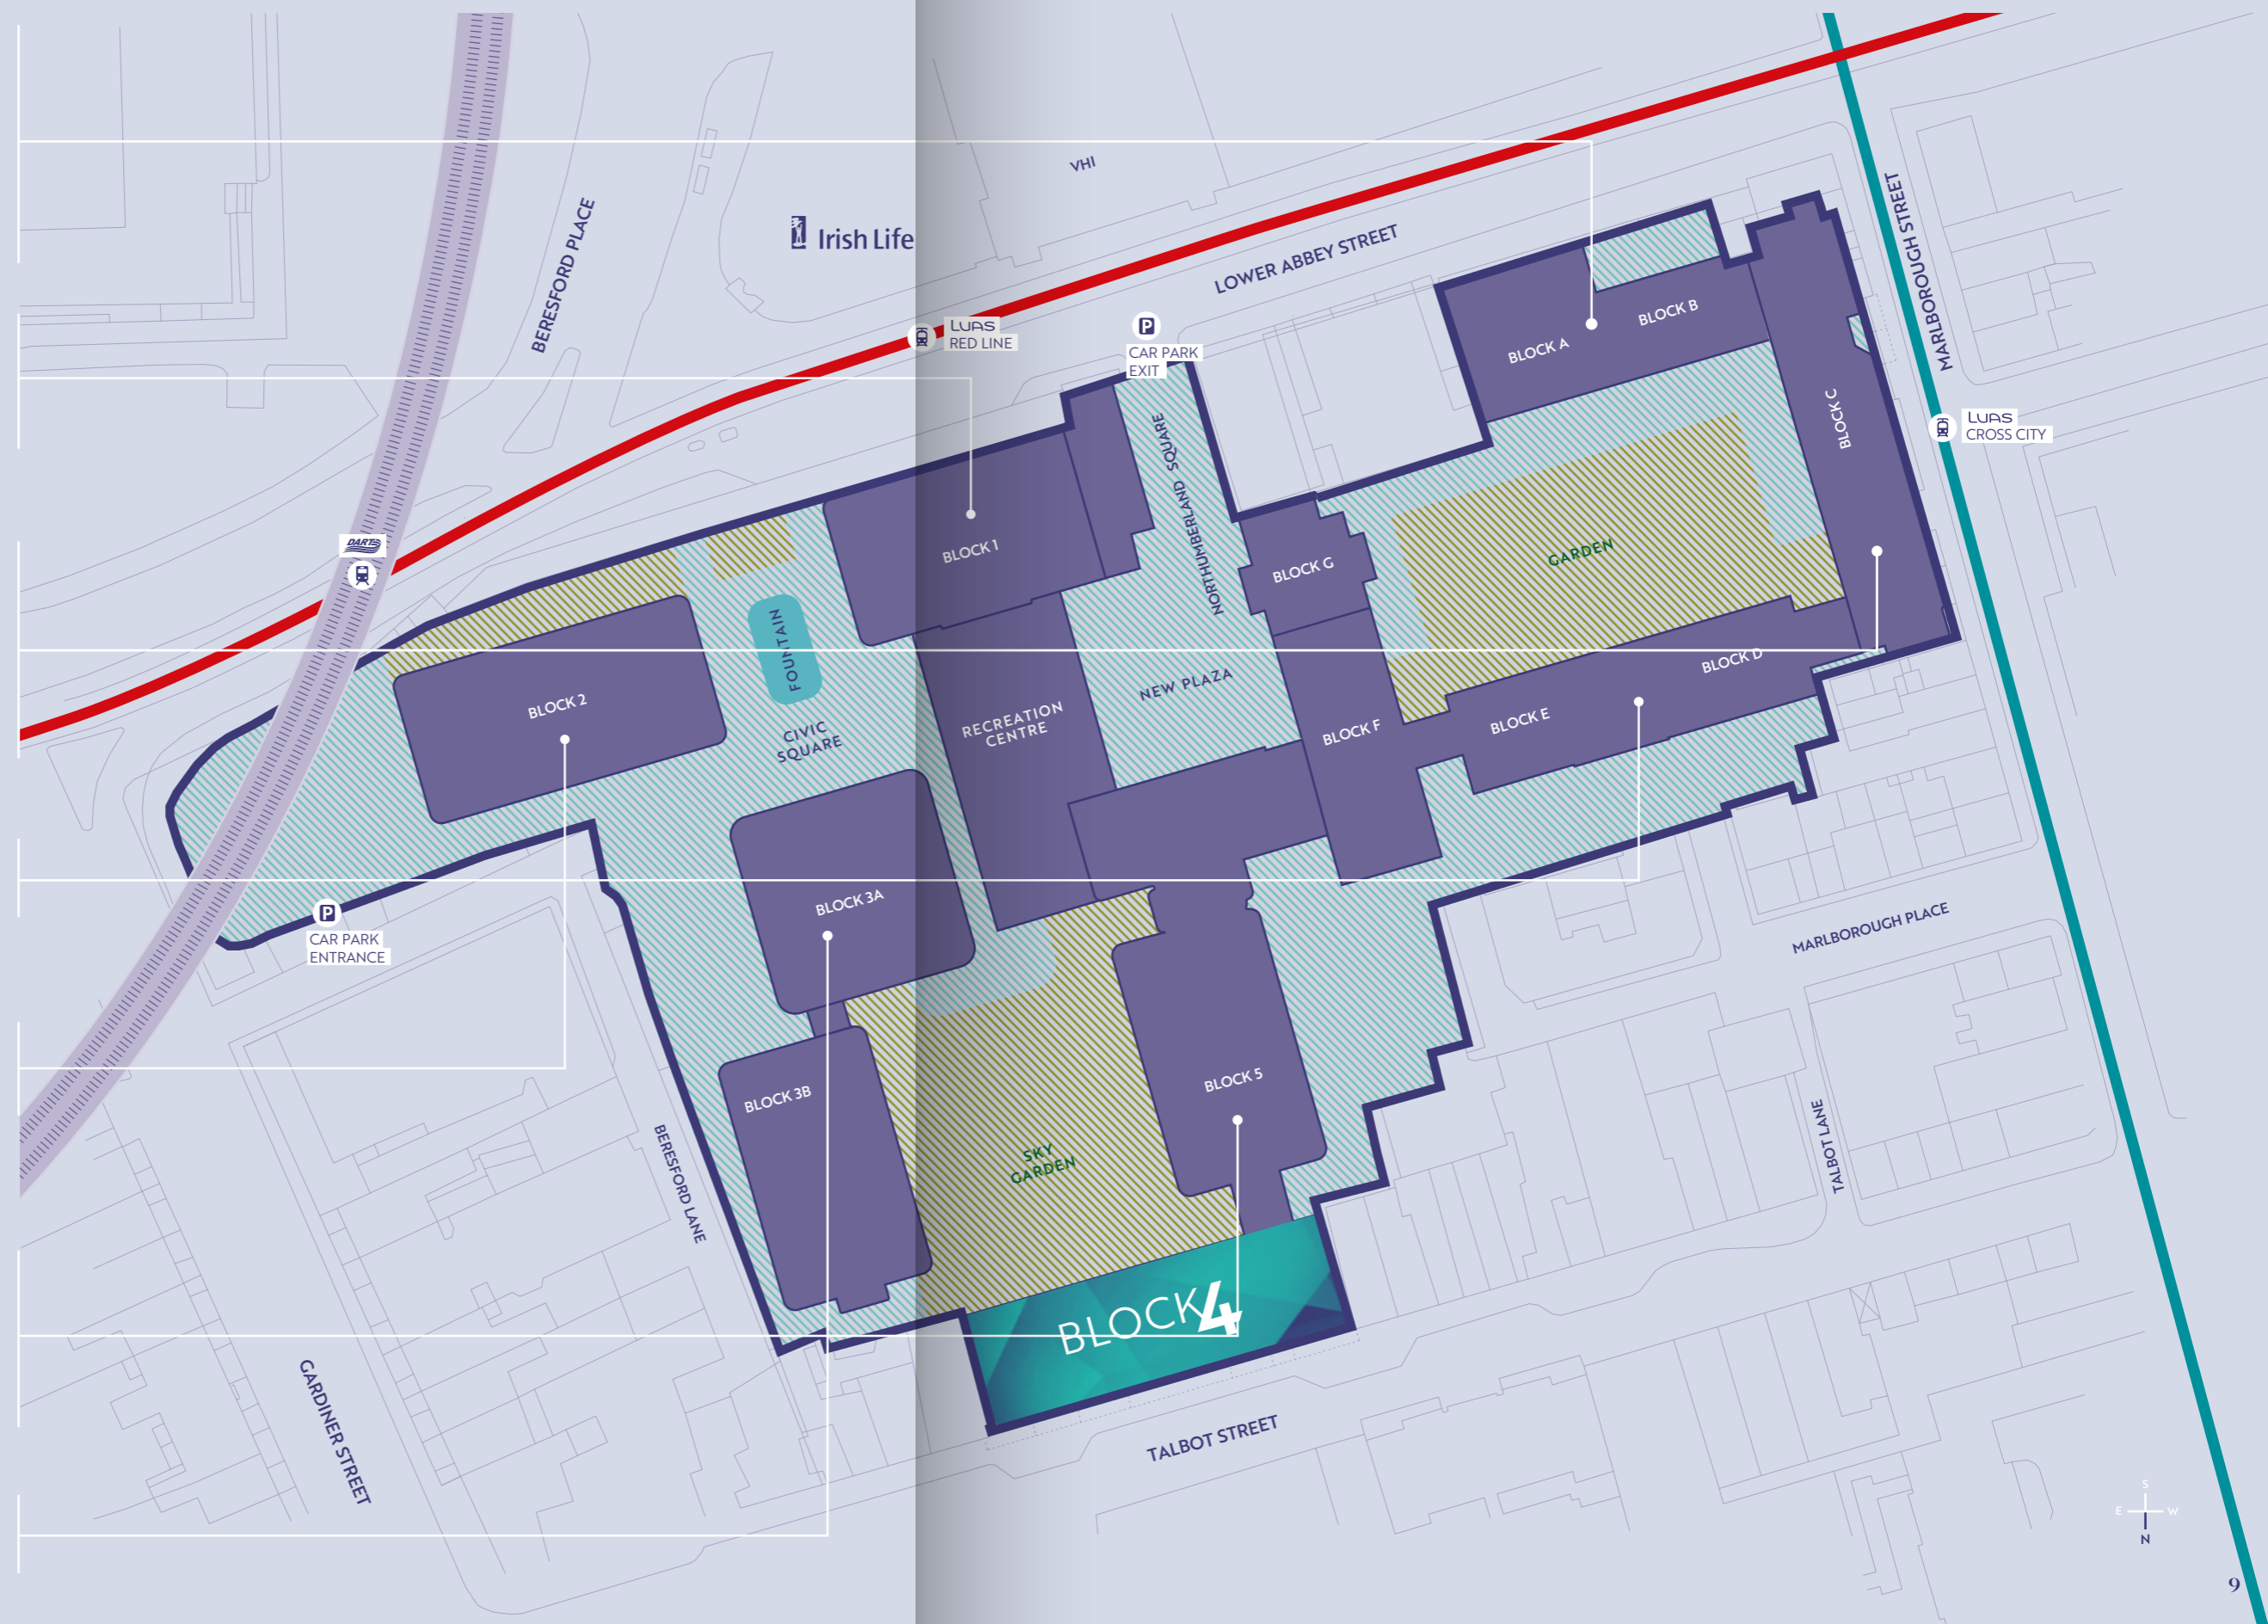 VHI
BERESFORD PLACE
Irish Life
LOWER ABBEY STREET
MARLBOROUGH STREET
LUAS
RED LINE
P
CAR PARK
EXIT
BLOCK A
BLOCK B
BLOCK C
LUAS
CROSS CITY
NORTHUMBERLAND SQUARE
DART
BLOCK 1
BLOCK G
GARDEN
FOUNTAIN
BLOCK 2
CIVIC
SQUARE
RECREATION
CENTRE
NEW PLAZA
BLOCK F
BLOCK E
BLOCK D
P
CAR PARK
ENTRANCE
BLOCK 3A
MARLBOROUGH PLACE
BLOCK 3B
BLOCK 5
BERESFORD LANE
SKY
GARDEN
TALBOT LANE
BLOCK4
GARDINER STREET
TALBOT STREET
S
E
W
N
9